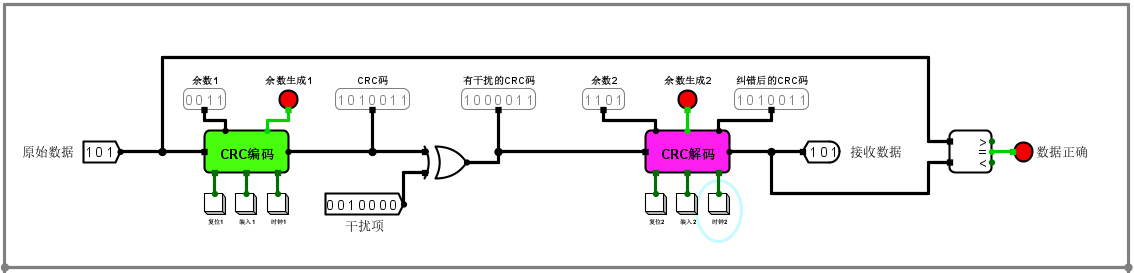 余数1
余数生成1
CRC码
有干扰的CRC码
余数2
余数生成2
纠错后的CRC码
0011
1010011
1000011
1101
1010011
原始数据
101
CRC编码
CRC解码
101
接收数据
>
=
<
数据正确
0010000
干扰项
复位1
装入1
时钟1
复位2
装入2
时钟2